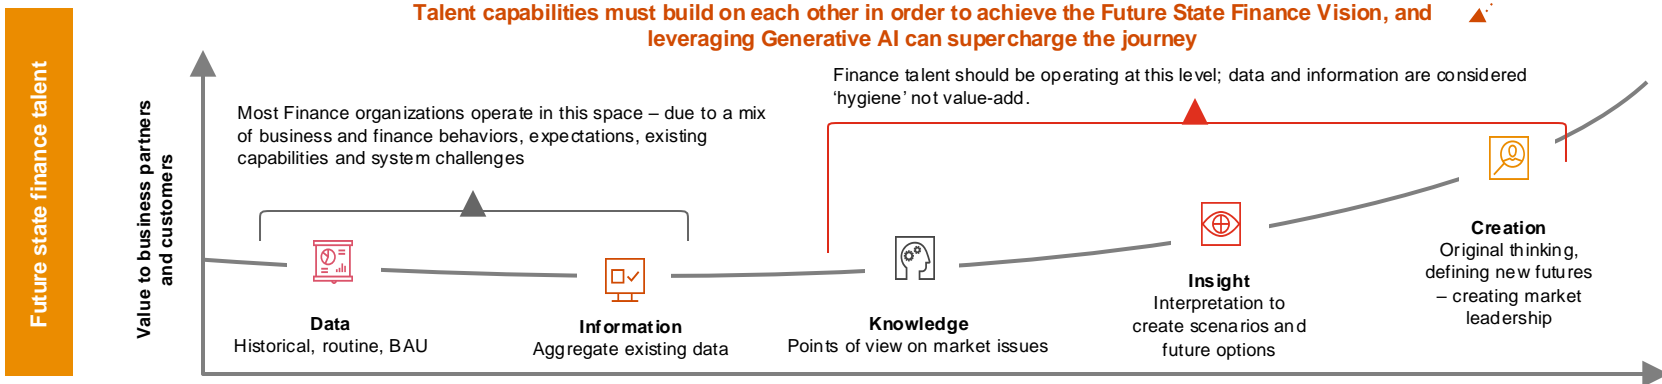 Talent capabilities must build on each other in order to achieve the Future State Finance Vision, and
leveraging Generative AI can supercharge the journey
Future state finance talent
Value to business partners
and customers
Most Finance organizations operate in this space – due to a mix
of business and finance behaviors, expectations, existing
capabilities and system challenges
Finance talent should be operating at this level; data and information are considered
‘hygiene’ not value-add.
Data
Historical, routine, BAU
Information
Aggregate existing data
Knowledge
Points of view on market issues
Insight
Interpretation to
create scenarios and
future options
Creation
Original thinking,
defining new futures
– creating market
leadership